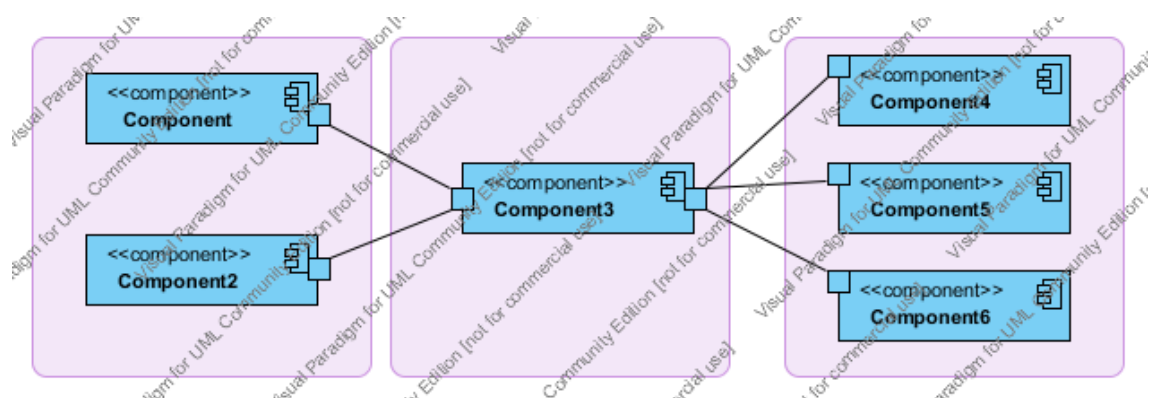 <<component>>
Component
<<component>>
Component2
<<component>>
Component3
<<component>>
Component4
<<component>>
Component5
<<component>>
Component6
Visual Paradigm for UML Community Edition [not for commercial use]